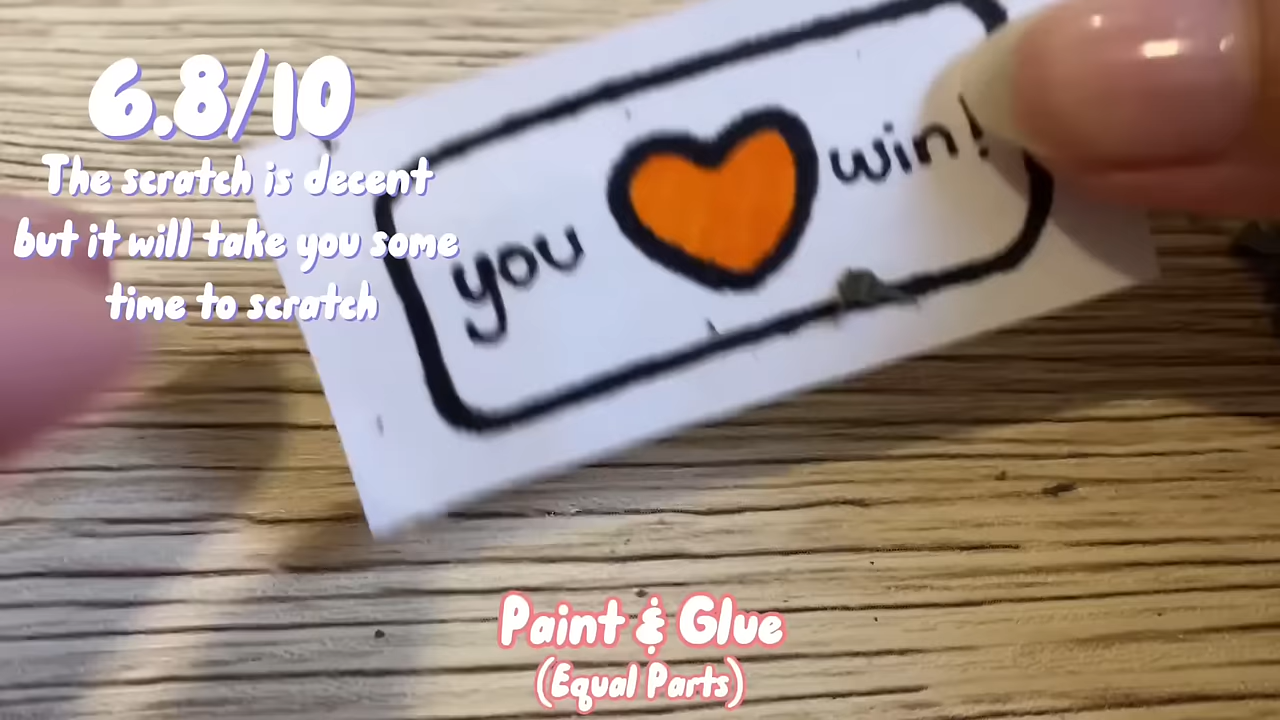 6.8/10
The scratch is decent
but it will take you some
time to scratch
you win!
Paint & Glue
(Equal Parts)